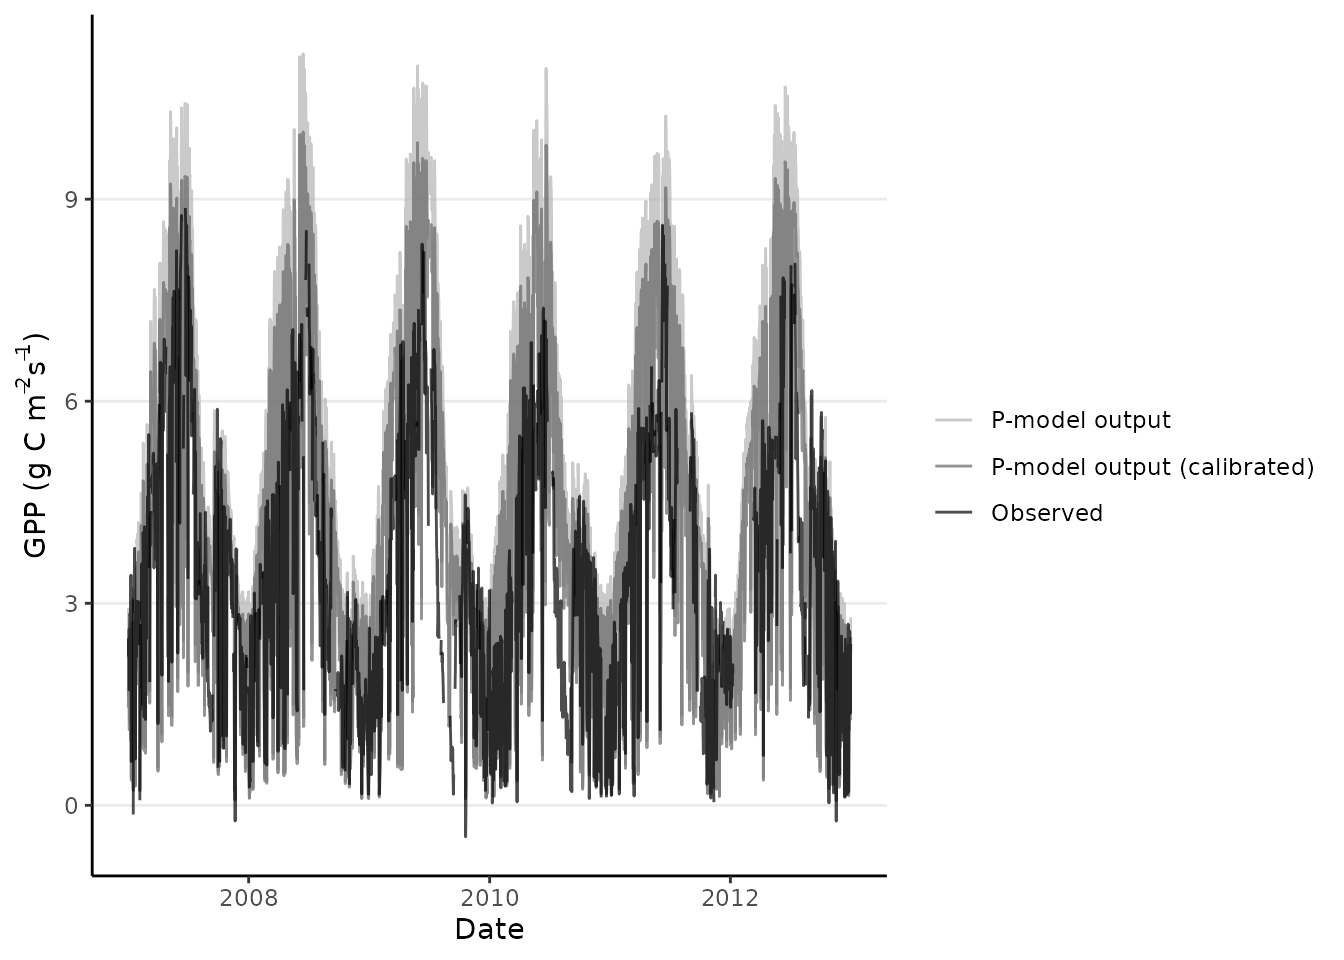 GPP (g C m⁻²s⁻¹)
9
6
3
0
2008
2010
2012
Date
P-model output
P-model output (calibrated)
Observed